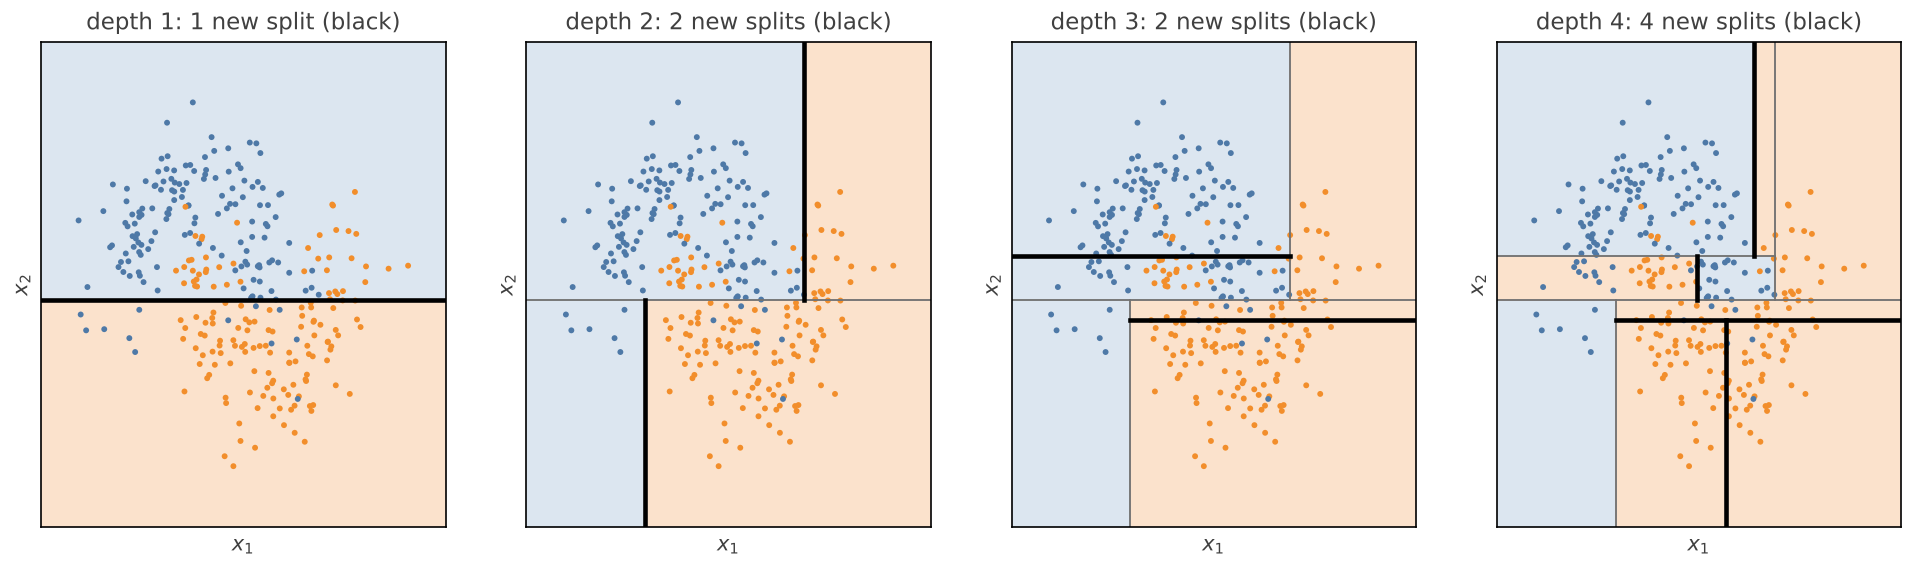 depth 1: 1 new split (black)
depth 2: 2 new splits (black)
depth 3: 2 new splits (black)
depth 4: 4 new splits (black)
x₂
x₂
x₂
x₂
x₁
x₁
x₁
x₁